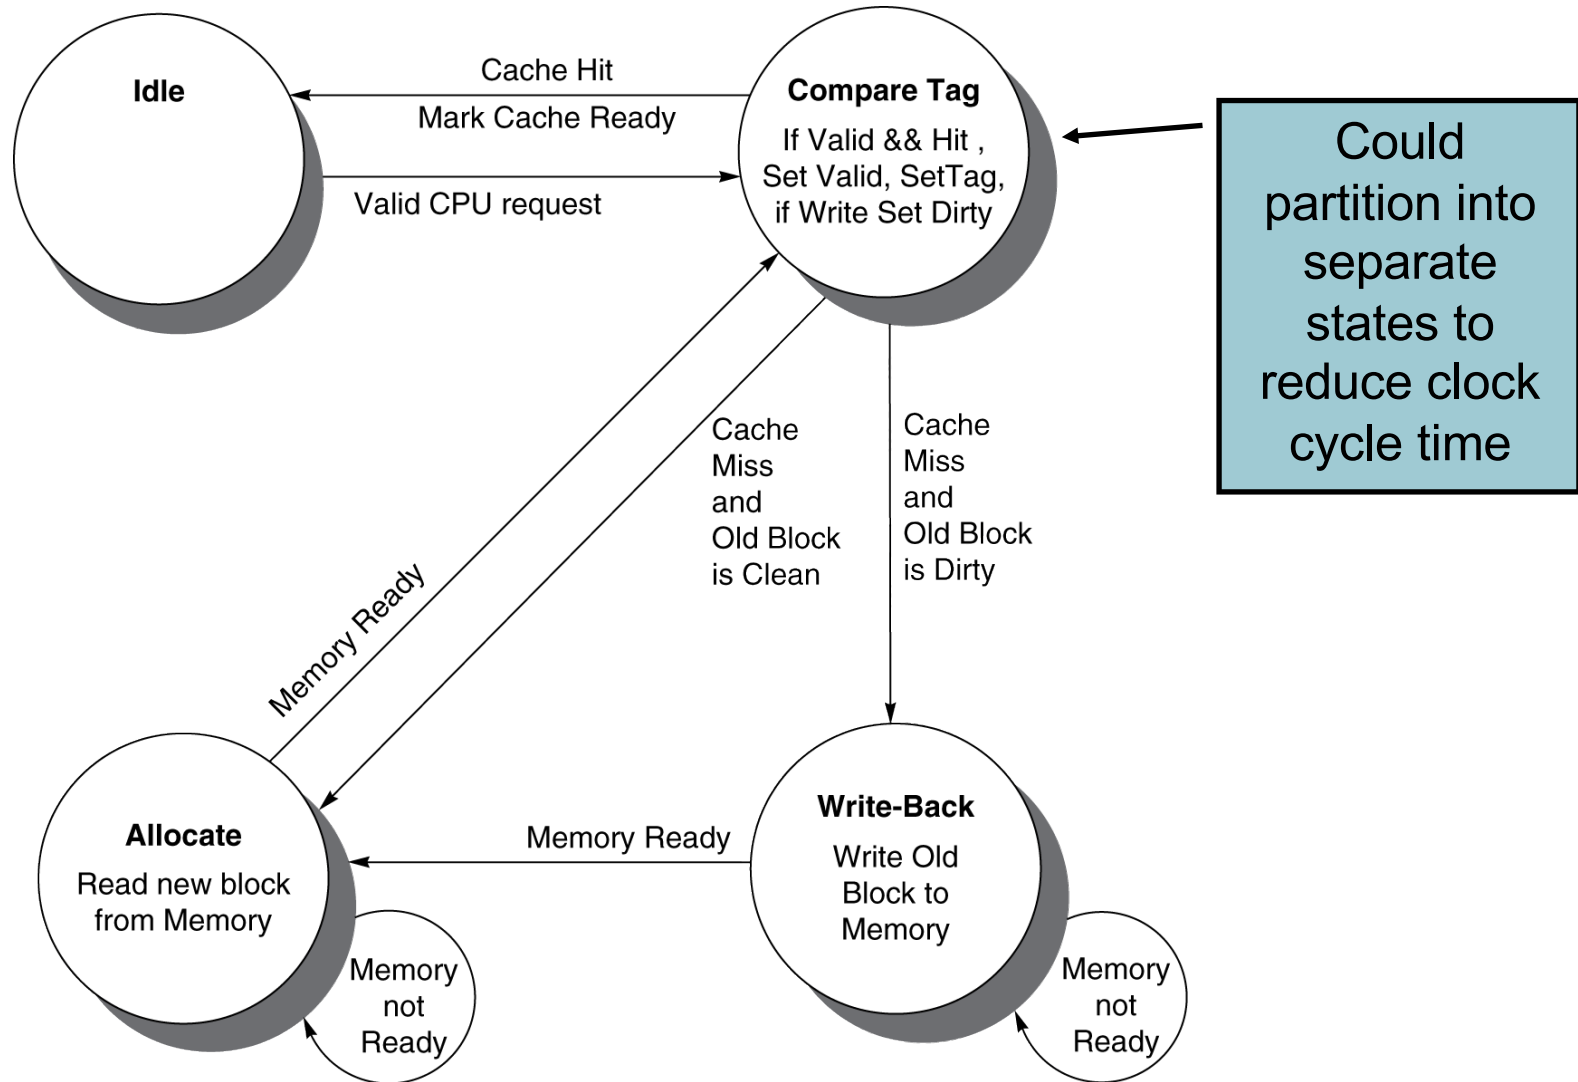 Idle
Cache Hit
Mark Cache Ready
Valid CPU request
Compare Tag
If Valid && Hit ,
Set Valid, SetTag,
if Write Set Dirty
Could
partition into
separate
states to
reduce clock
cycle time
Cache
Miss
and
Old Block
is Clean
Cache
Miss
and
Old Block
is Dirty
Memory Ready
Allocate
Read new block
from Memory
Memory
not
Ready
Memory Ready
Write-Back
Write Old
Block to
Memory
Memory
not
Ready